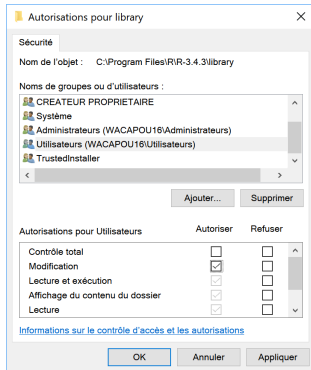 Autorisations pour library
Sécurité
Nom de l'objet : C:\Program Files\R\R-3.4.3\library
Noms de groupes ou d'utilisateurs :
CREATEUR PROPRIETAIRE
Système
Administrateurs (WACAPOU16\Administrateurs)
Utilisateurs (WACAPOU16\Utilisateurs)
TrustedInstaller
Ajouter... Supprimer
Autorisations pour Utilisateurs Autoriser Refuser
Contrôle total
Modification
Lecture et exécution
Affichage du contenu du dossier
Lecture
Informations sur le contrôle d'accès et les autorisations
OK Annuler Appliquer